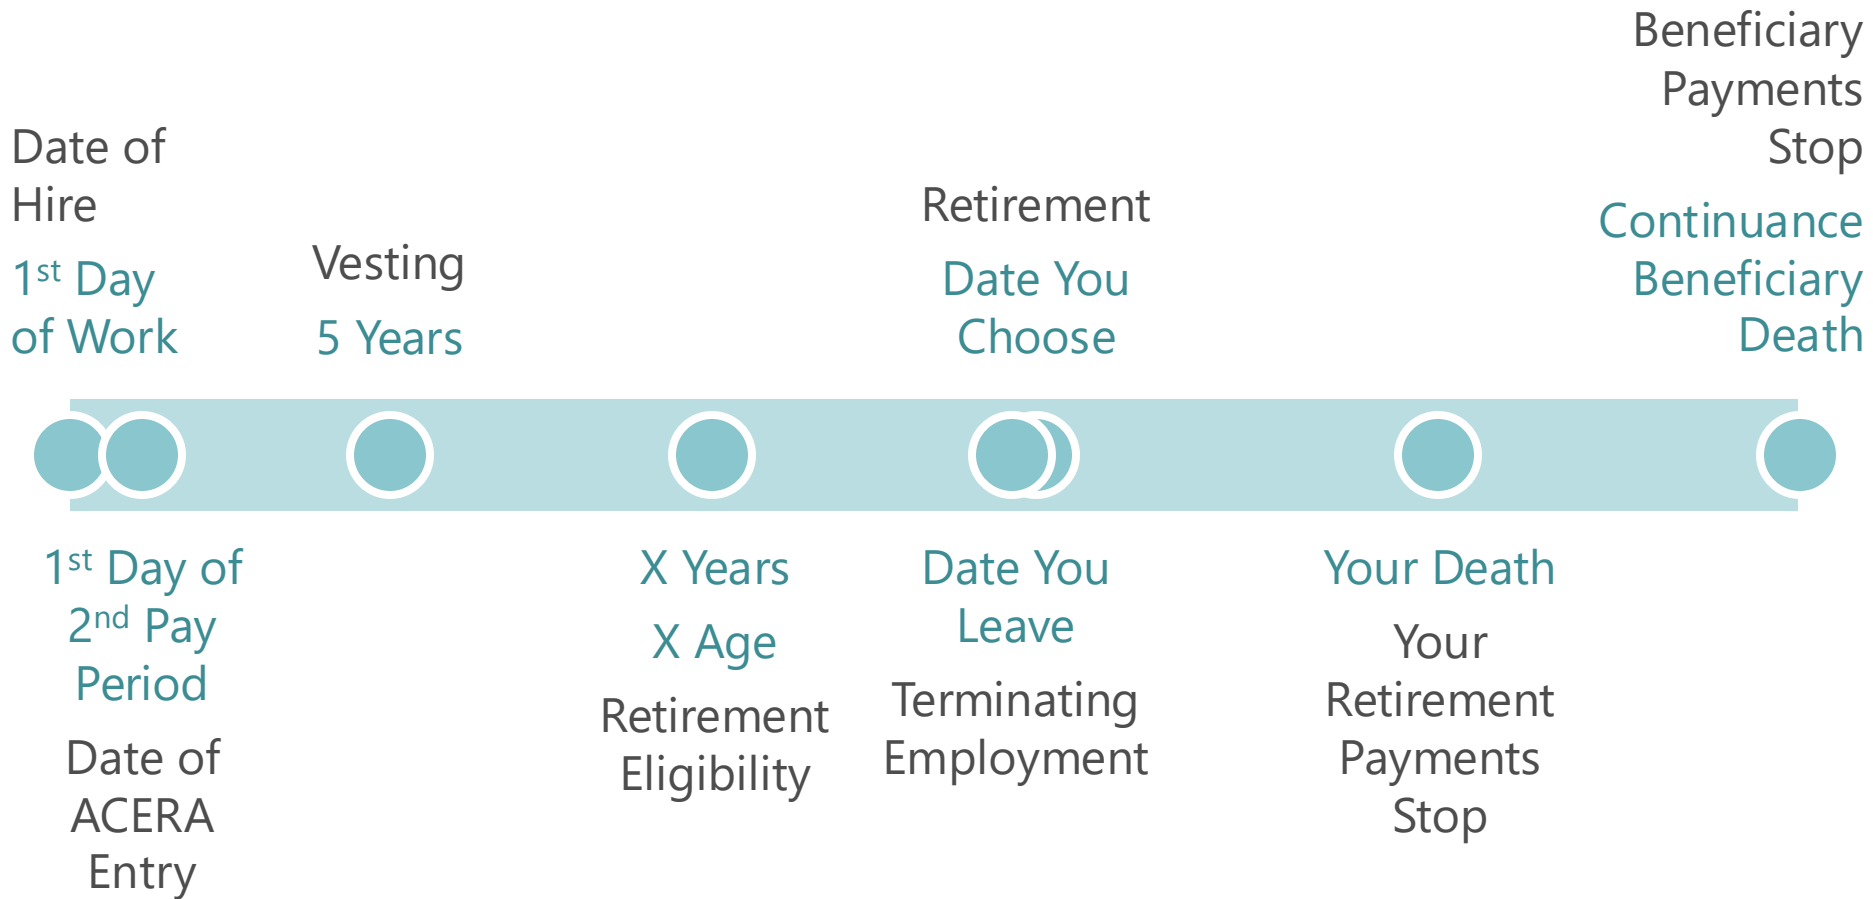 Date of
Hire
1st Day
of Work
1st Day of
2nd Pay
Period
Date of
ACERA
Entry
Vesting
5 Years
X Years
X Age
Retirement
Eligibility
Date You
Leave
Terminating
Employment
Retirement
Date You
Choose
Your Death
Your
Retirement
Payments
Stop
Beneficiary
Payments
Stop
Continuance
Beneficiary
Death